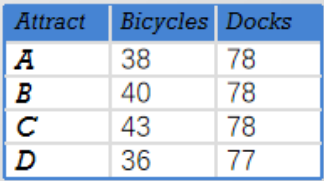 Attract Bicycles Docks
A 38 78
B 40 78
C 43 78
D 36 77